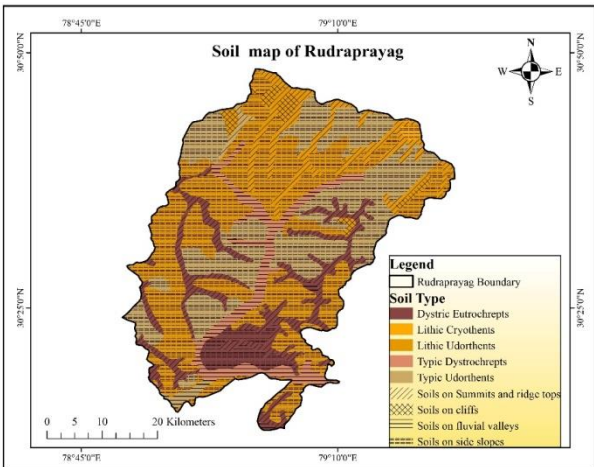 78°45'0"E 79°10'0"E
30°50'0"N 30°50'0"N
Soil map of Rudraprayag
N
W E
S
30°25'0"N 30°25'0"N
Legend
Rudraprayag Boundary
Soil Type
Dystric Eutrochrepts
Lithic Cryothents
Lithic Udorthents
Typic Dystrochrepts
Typic Udorthents
Soils on Summits and ridge tops
Soils on cliffs
Soils on fluvial valleys
Soils on side slopes
0 5 10 20 Kilometers
78°45'0"E 79°10'0"E